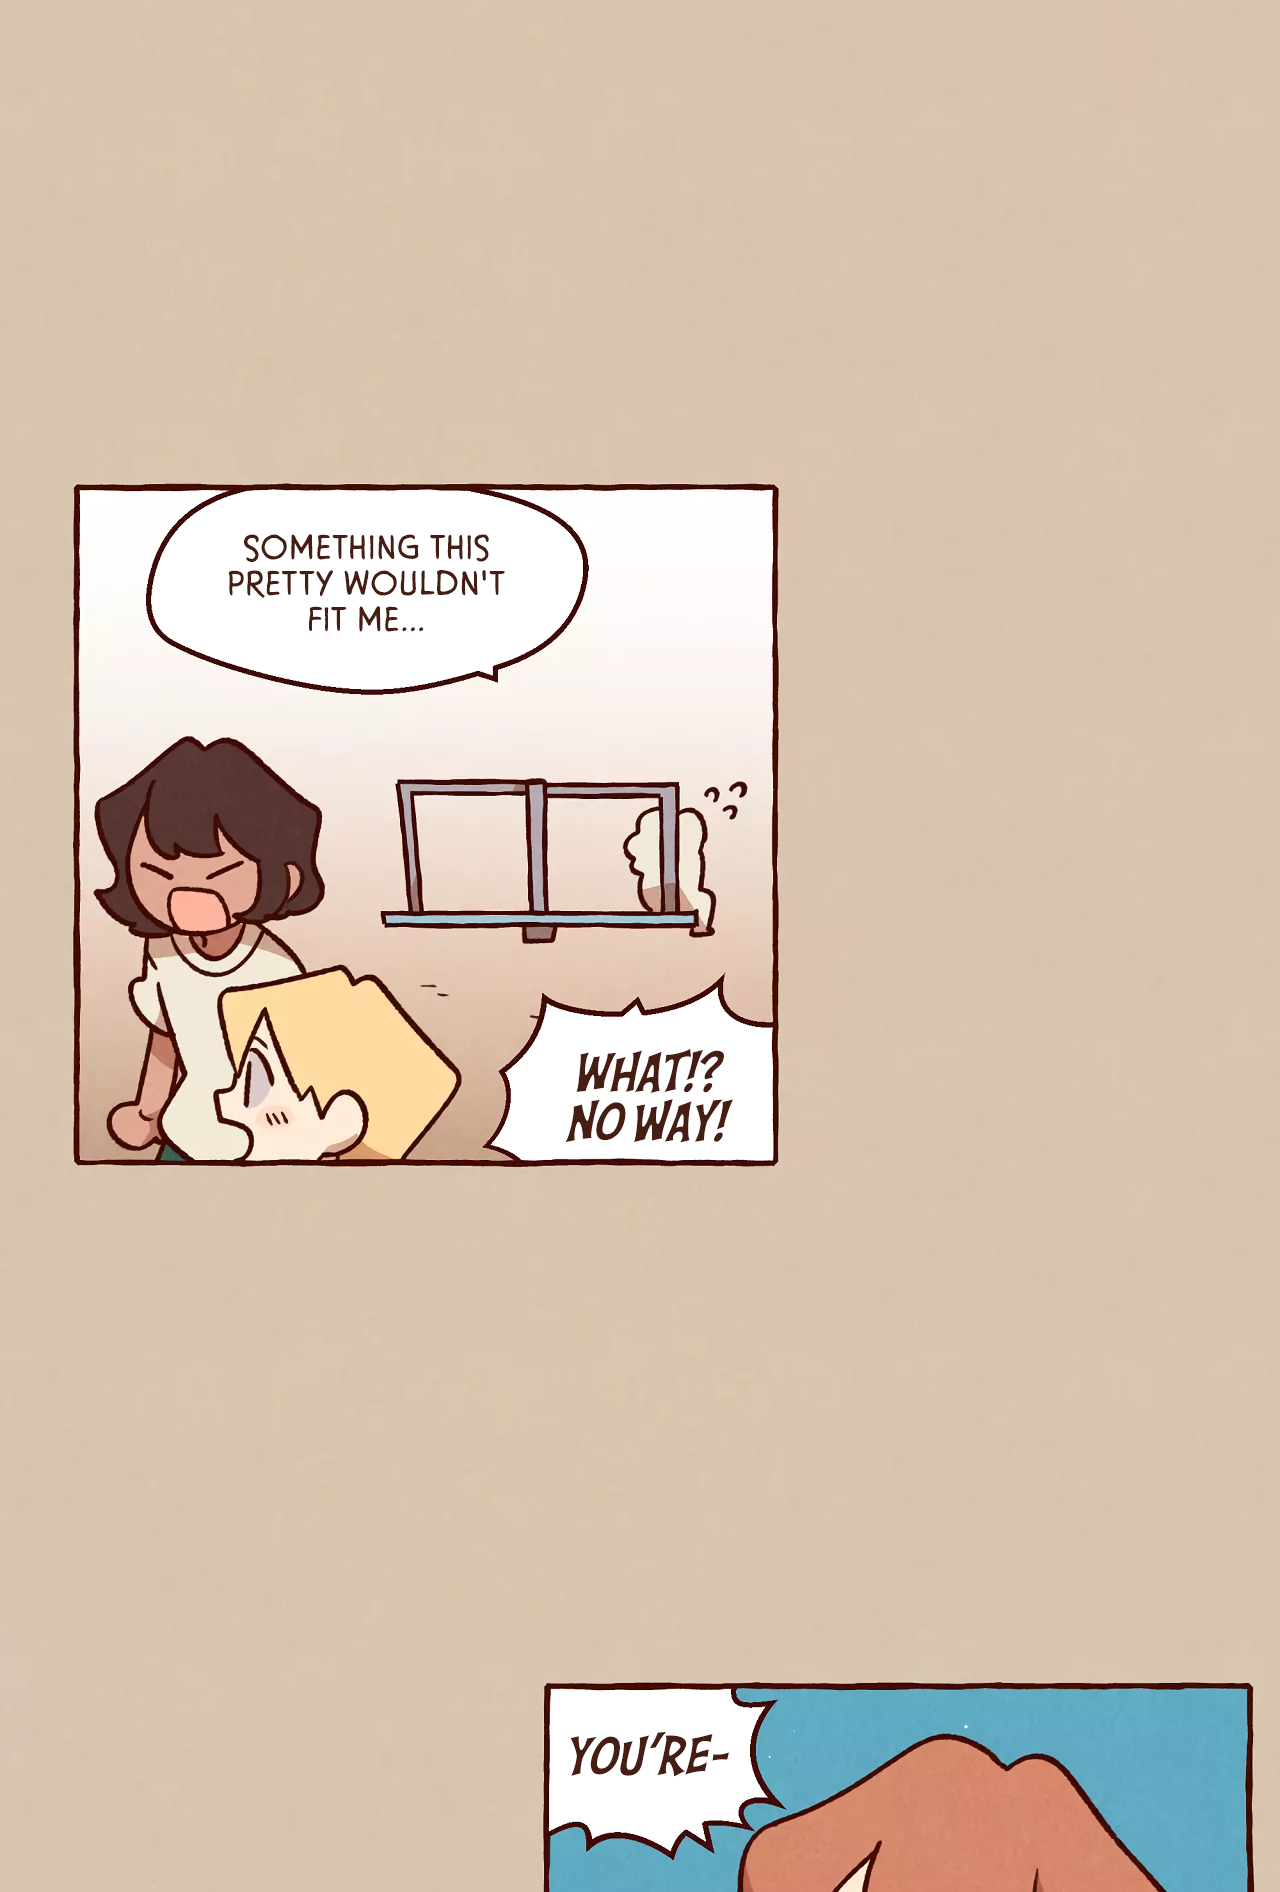 SOMETHING THIS
PRETTY WOULDN'T
FIT ME...
WHAT!?
NO WAY!
YOU'RE-